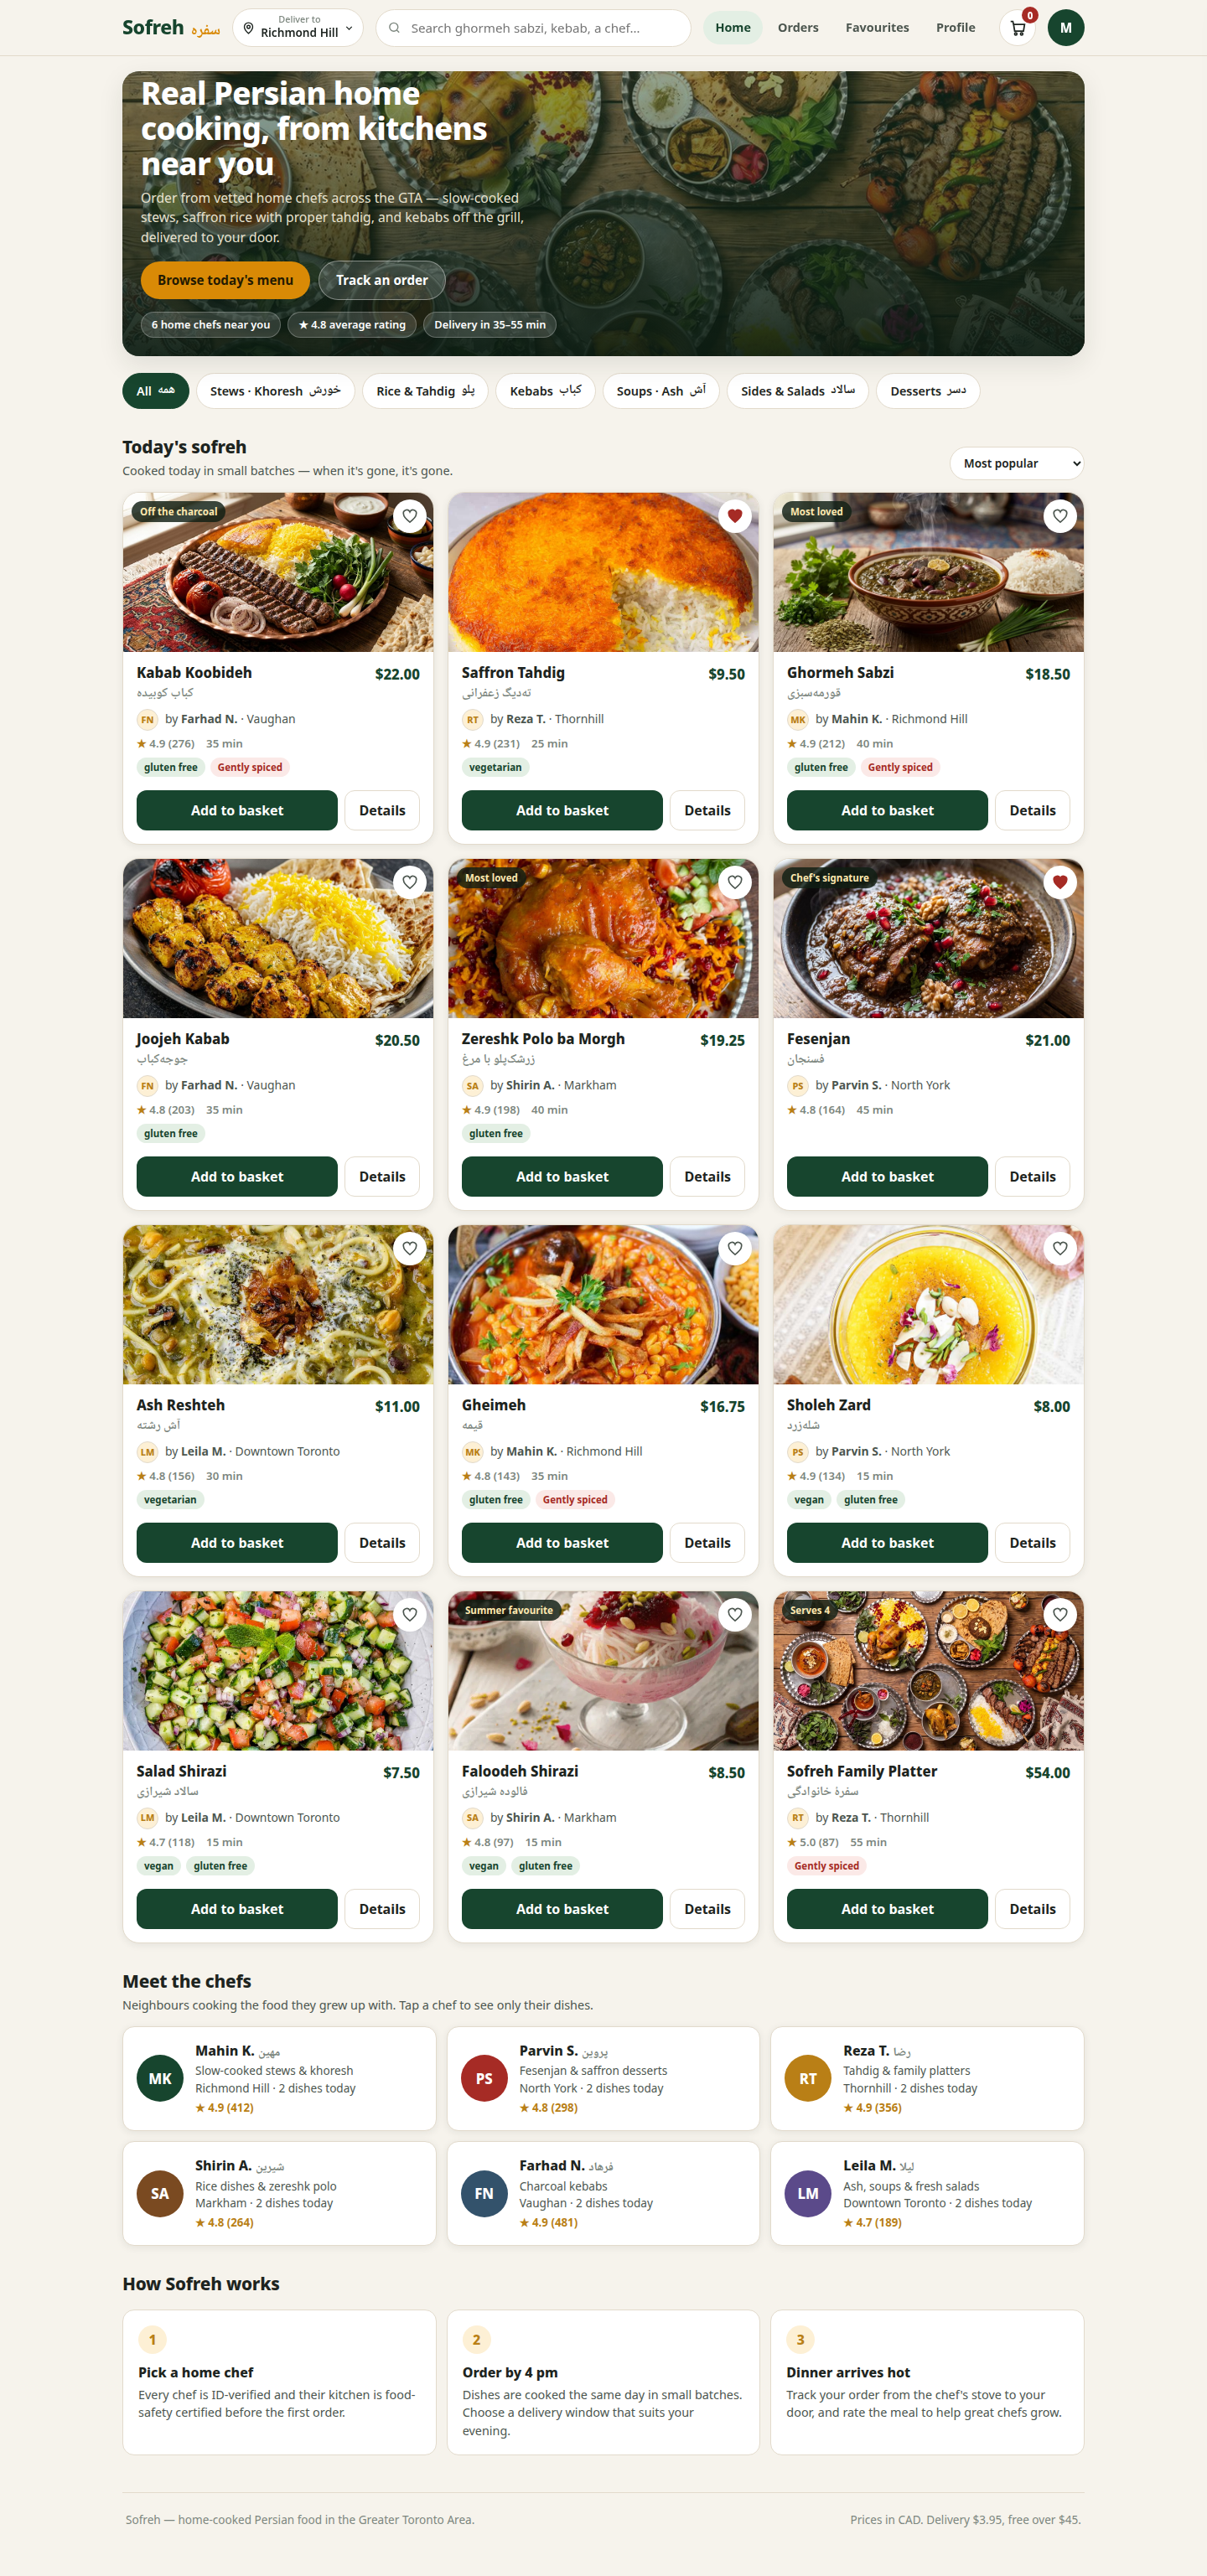 Sofreh سفره
Deliver to
Richmond Hill
Search ghormeh sabzi, kebab, a chef...
Home Orders Favourites Profile
0
M
Real Persian home
cooking, from kitchens
near you
Order from vetted home chefs across the GTA — slow-cooked
stews, saffron rice with proper tahdig, and kebabs off the grill,
delivered to your door.
Browse today's menu Track an order
6 home chefs near you ★ 4.8 average rating Delivery in 35–55 min
All همه Stews · Khoresh خورش Rice & Tahdig پلو Kebabs کباب Soups · Ash آش Sides & Salads سالاد Desserts دسر
Today's sofreh
Cooked today in small batches — when it's gone, it's gone.
Most popular
Off the charcoal
Kabab Koobideh $22.00
کباب کوبیده
FN by Farhad N. · Vaughan
★ 4.9 (276) 35 min
gluten free Gently spiced
Add to basket Details
Saffron Tahdig $9.50
ته‌دیگ زعفرانی
RT by Reza T. · Thornhill
★ 4.9 (231) 25 min
vegetarian
Add to basket Details
Most loved
Ghormeh Sabzi $18.50
قورمه‌سبزی
MK by Mahin K. · Richmond Hill
★ 4.9 (212) 40 min
gluten free Gently spiced
Add to basket Details
Joojeh Kabab $20.50
جوجه‌کباب
FN by Farhad N. · Vaughan
★ 4.8 (203) 35 min
gluten free
Add to basket Details
Most loved
Zereshk Polo ba Morgh $19.25
زرشک‌پلو با مرغ
SA by Shirin A. · Markham
★ 4.9 (198) 40 min
gluten free
Add to basket Details
Chef's signature
Fesenjan $21.00
فسنجان
PS by Parvin S. · North York
★ 4.8 (164) 45 min
Add to basket Details
Ash Reshteh $11.00
آش رشته
LM by Leila M. · Downtown Toronto
★ 4.8 (156) 30 min
vegetarian
Add to basket Details
Gheimeh $16.75
قیمه
MK by Mahin K. · Richmond Hill
★ 4.8 (143) 35 min
gluten free Gently spiced
Add to basket Details
Sholeh Zard $8.00
شله‌زرد
PS by Parvin S. · North York
★ 4.9 (134) 15 min
vegan gluten free
Add to basket Details
Salad Shirazi $7.50
سالاد شیرازی
LM by Leila M. · Downtown Toronto
★ 4.7 (118) 15 min
vegan gluten free
Add to basket Details
Summer favourite
Faloodeh Shirazi $8.50
فالوده شیرازی
SA by Shirin A. · Markham
★ 4.8 (97) 15 min
vegan gluten free
Add to basket Details
Serves 4
Sofreh Family Platter $54.00
سفرهٔ خانوادگی
RT by Reza T. · Thornhill
★ 5.0 (87) 55 min
Gently spiced
Add to basket Details
Meet the chefs
Neighbours cooking the food they grew up with. Tap a chef to see only their dishes.
MK
Mahin K. مهین
Slow-cooked stews & khoresh
Richmond Hill · 2 dishes today
★ 4.9 (412)
PS
Parvin S. پروین
Fesenjan & saffron desserts
North York · 2 dishes today
★ 4.8 (298)
RT
Reza T. رضا
Tahdig & family platters
Thornhill · 2 dishes today
★ 4.9 (356)
SA
Shirin A. شیرین
Rice dishes & zereshk polo
Markham · 2 dishes today
★ 4.8 (264)
FN
Farhad N. فرهاد
Charcoal kebabs
Vaughan · 2 dishes today
★ 4.9 (481)
LM
Leila M. لیلا
Ash, soups & fresh salads
Downtown Toronto · 2 dishes today
★ 4.7 (189)
How Sofreh works
1
Pick a home chef
Every chef is ID-verified and their kitchen is food-
safety certified before the first order.
2
Order by 4 pm
Dishes are cooked the same day in small batches.
Choose a delivery window that suits your
evening.
3
Dinner arrives hot
Track your order from the chef's stove to your
door, and rate the meal to help great chefs grow.
Sofreh — home-cooked Persian food in the Greater Toronto Area.
Prices in CAD. Delivery $3.95, free over $45.